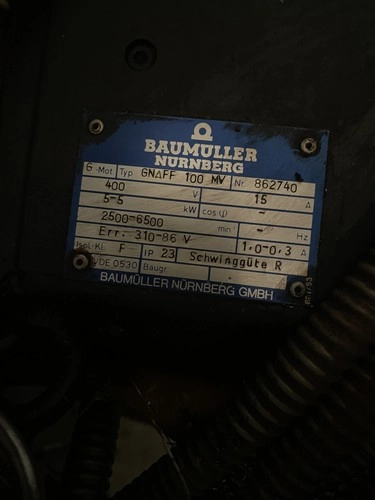 BAUMÜLLER
NÜRNBERG
G-Mot Typ GNAFF 100 MV Nr. 862740
400 V 15 A
5-5 kW cos φ -
2500-6500 min - Hz
Err. 310-86 V 1,0-0,3 A
Isol.-Kl. F IP 23 Schwinggüte R
VDE 0530 Baugr. -
BAUMÜLLER NÜRNBERG GMBH